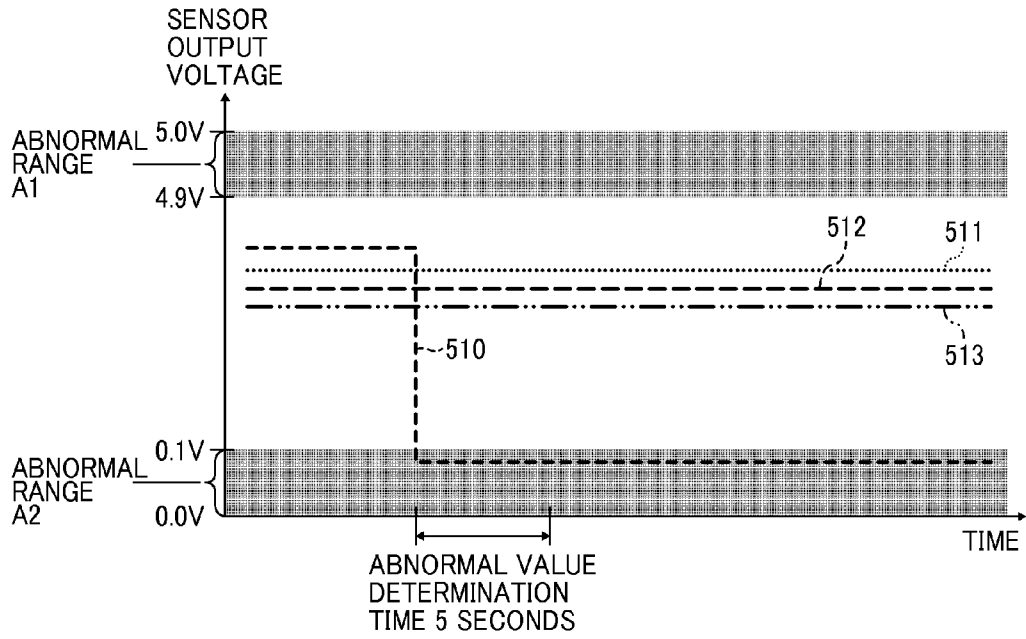 SENSOR
OUTPUT
VOLTAGE
ABNORMAL
RANGE
A1
5.0V
4.9V
512
511
510
513
ABNORMAL
RANGE
A2
0.1V
0.0V
TIME
ABNORMAL VALUE
DETERMINATION
TIME 5 SECONDS